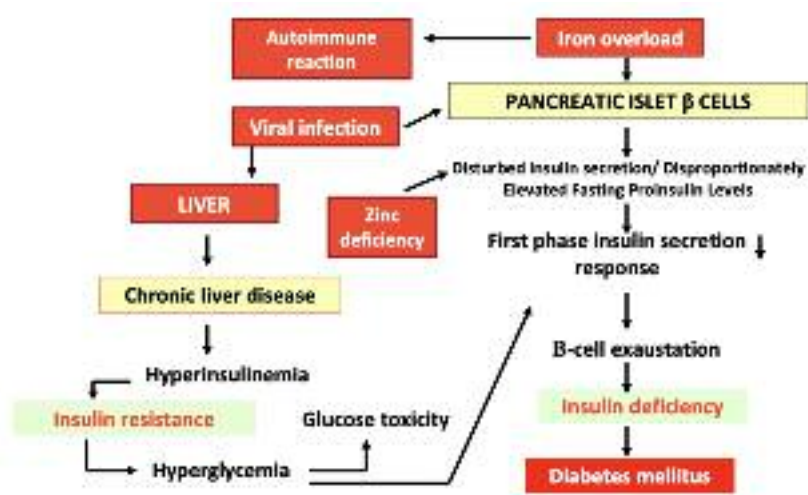 Autoimmune
reaction
Iron overload
PANCREATIC ISLET β CELLS
Viral infection
Disturbed insulin secretion/ Disproportionately
Elevated Fasting Proinsulin Levels
LIVER
Zinc
deficiency
First phase insulin secretion
response
Chronic liver disease
B-cell exaustation
Hyperinsulinemia
Insulin resistance
Glucose toxicity
Insulin deficiency
Hyperglycemia
Diabetes mellitus